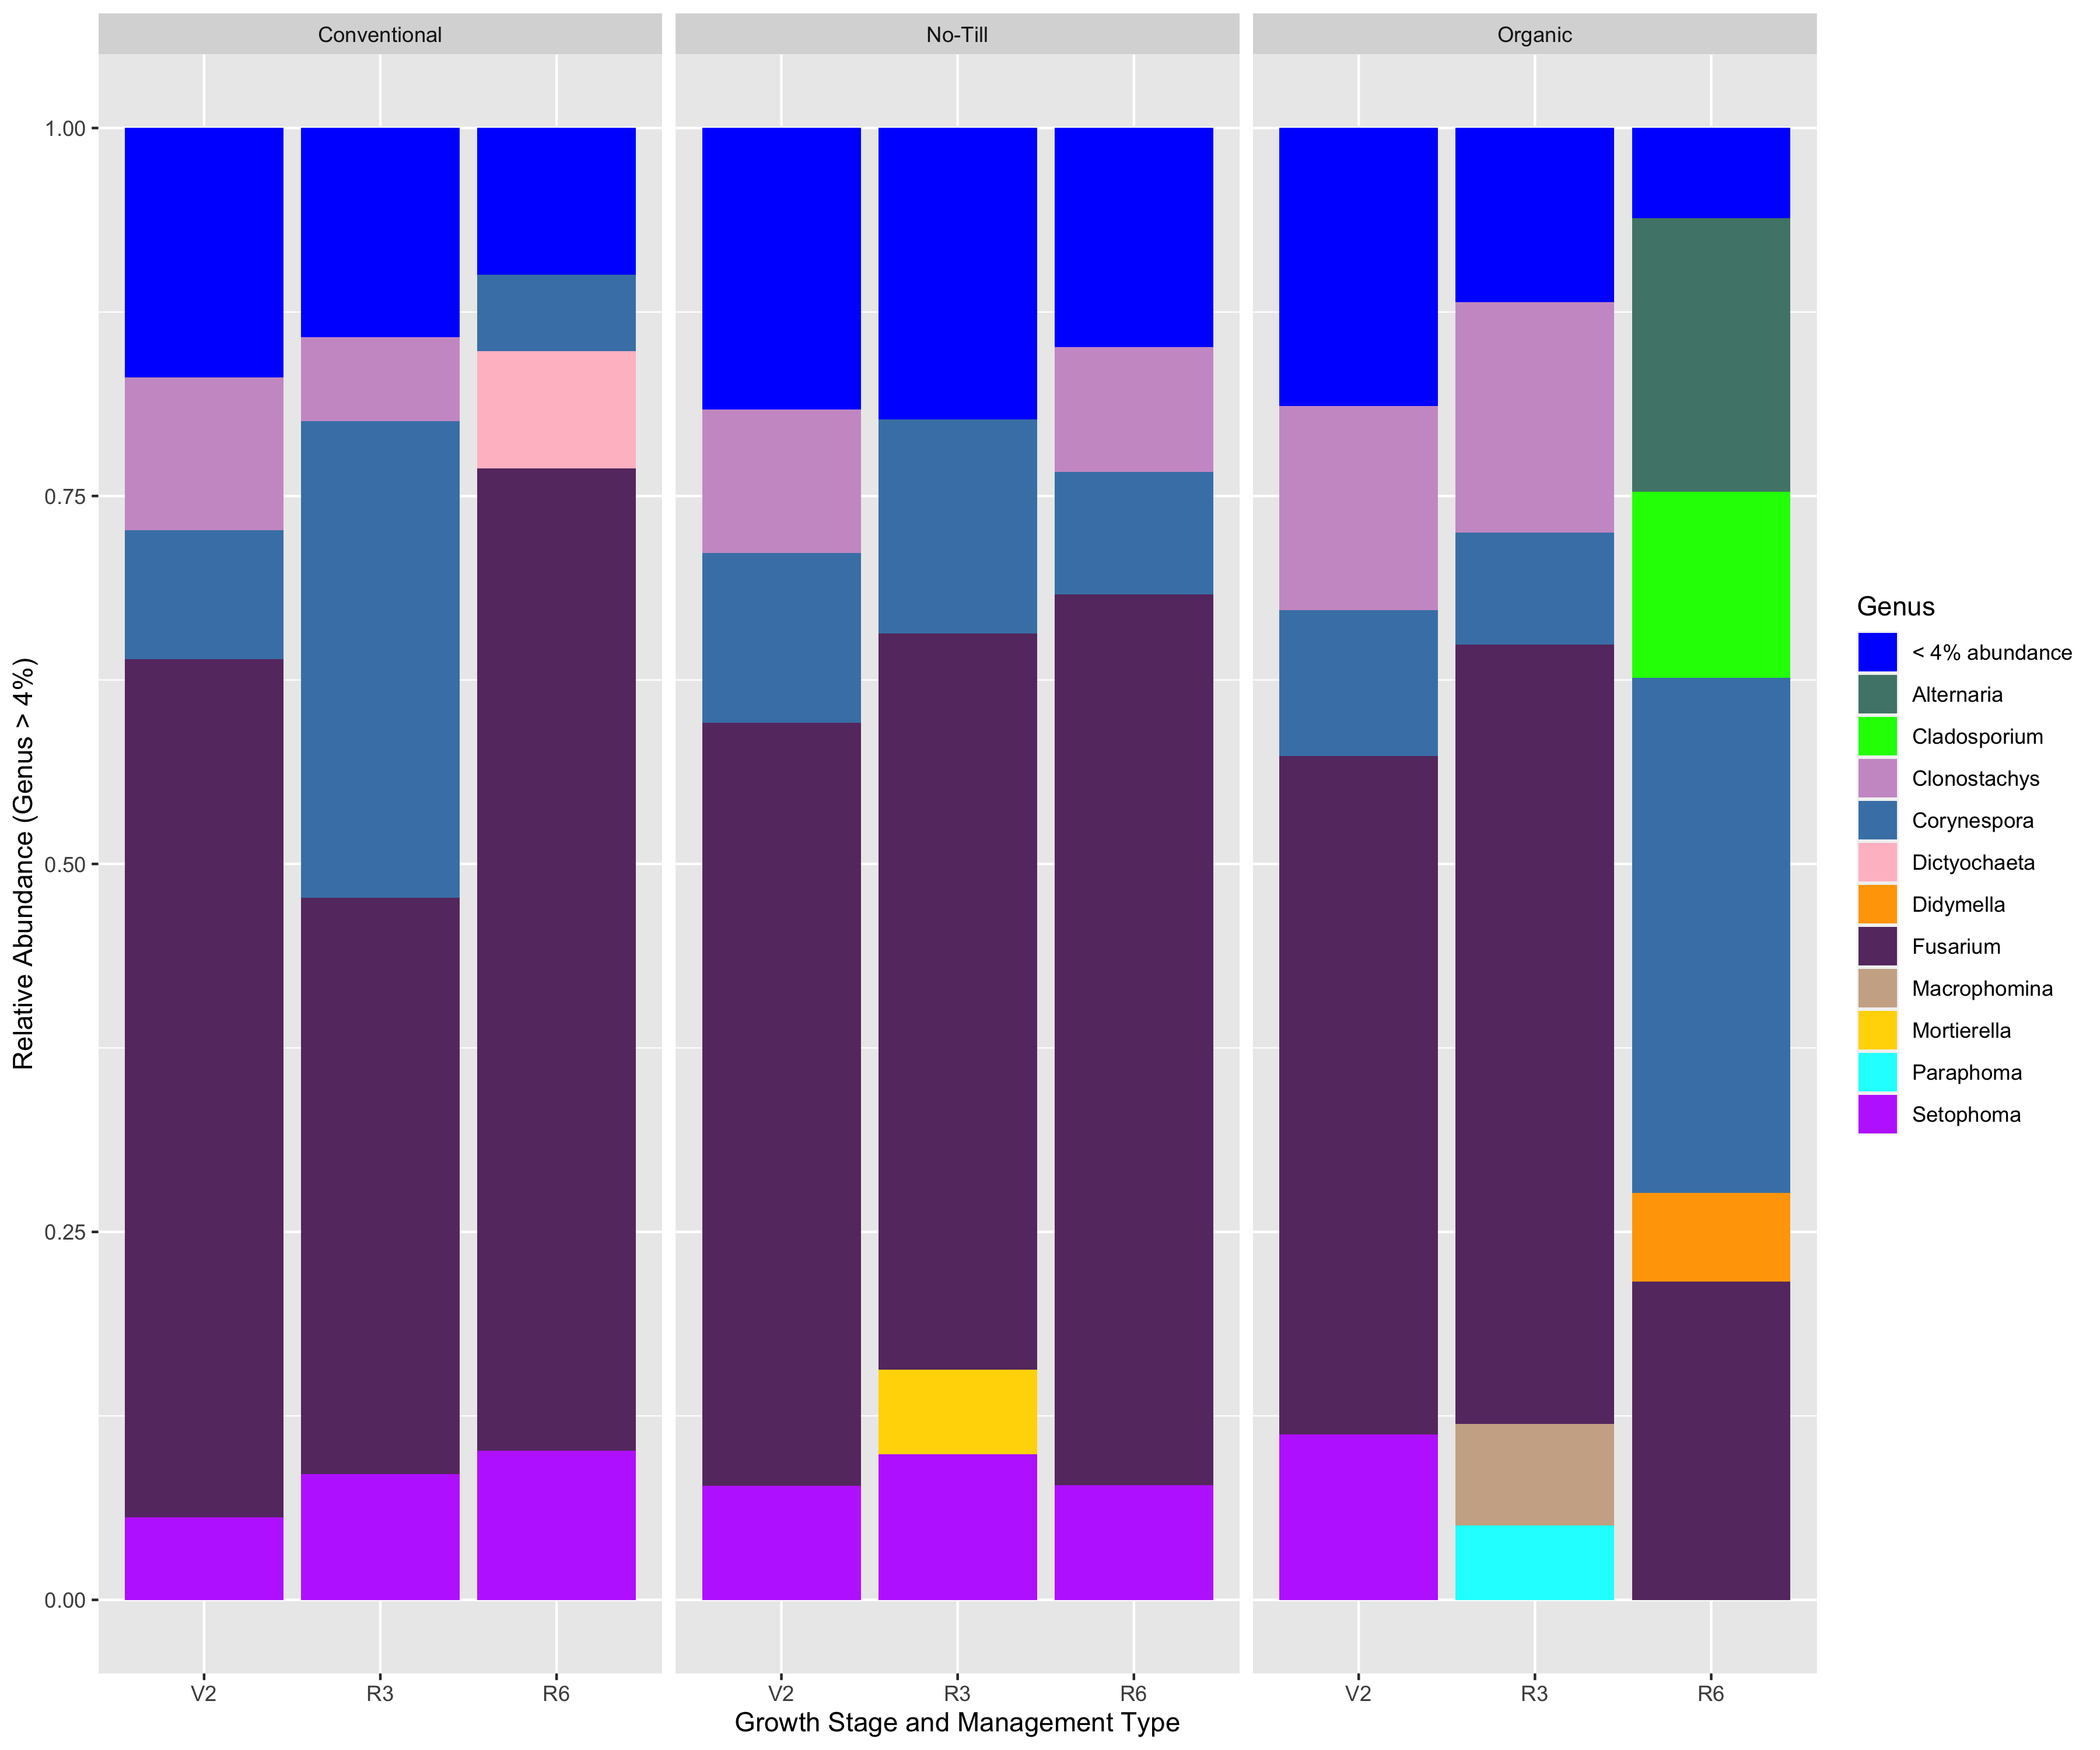 Conventional
No-Till
Organic
1.00
0.75
0.50
0.25
0.00
Relative Abundance (Genus > 4%)
V2
R3
R6
V2
R3
R6
V2
R3
R6
Growth Stage and Management Type
Genus
< 4% abundance
Alternaria
Cladosporium
Clonostachys
Corynespora
Dictyochaeta
Didymella
Fusarium
Macrophomina
Mortierella
Paraphoma
Setophoma